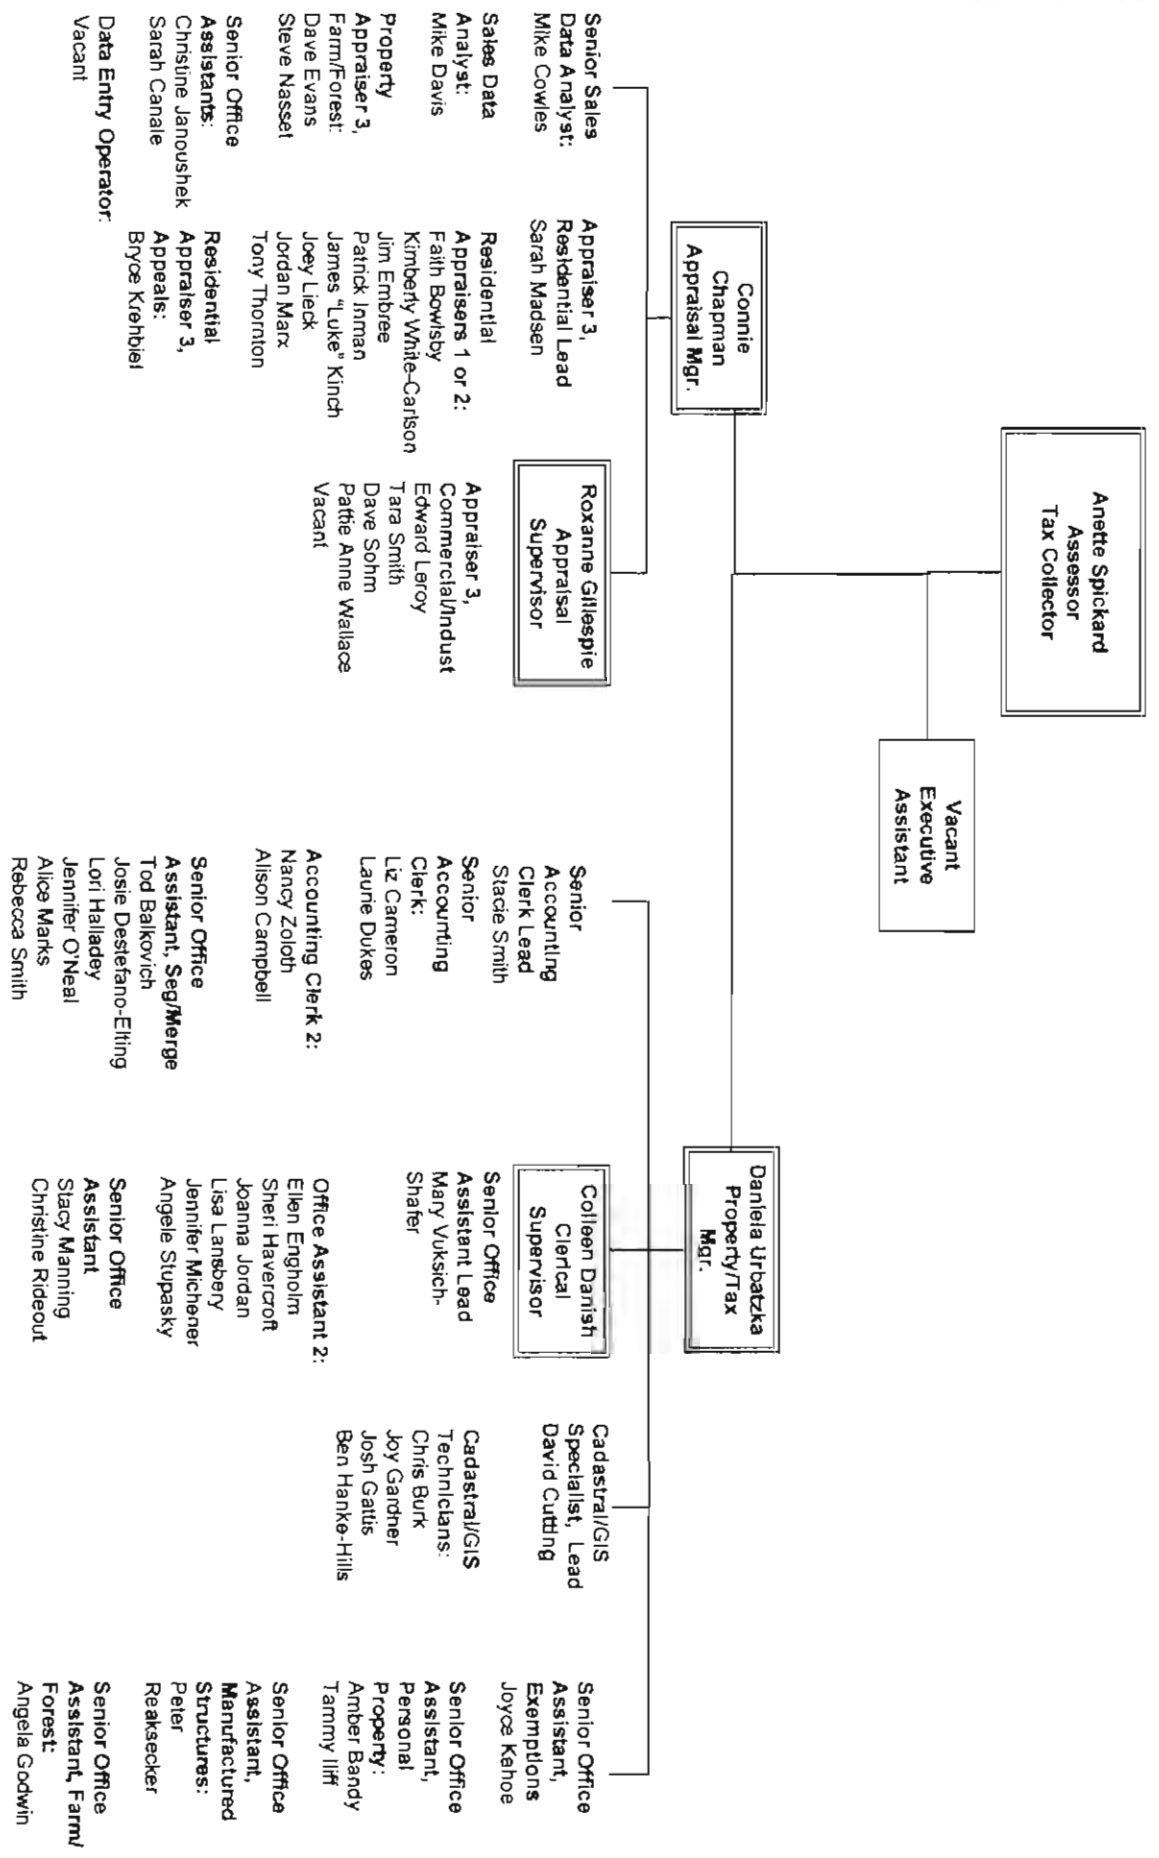 Anette Spickard
Assessor
Tax Collector
Vacant
Executive
Assistant
Connie
Chapman
Appraisal Mgr.
Daniela Urbatzka
Property/Tax
Mgr.
Senior Sales
Data Analyst:
Mike Cowles
Sales Data
Analyst:
Mike Davis
Property
Appraiser 3,
Farm/Forest:
Dave Evans
Steve Nasset
Senior Office
Assistants:
Christine Janoushek
Sarah Canale
Data Entry Operator:
Vacant
Appraiser 3,
Residential Lead
Sarah Madsen
Residential
Appraisers 1 or 2:
Faith Bowlsby
Kimberly White-Carlson
Jim Embree
Patrick Inman
James "Luke" Kinch
Joey Lieck
Jordan Marx
Tony Thornton
Residential
Appraiser 3,
Appeals:
Bryce Krehbiel
Roxanne Gillespie
Appraisal
Supervisor
Appraiser 3,
Commercial/Indust
Edward Leroy
Tara Smith
Dave Sohm
Pattie Anne Wallace
Vacant
Senior
Accounting
Clerk Lead
Stacie Smith
Senior
Accounting
Clerk:
Liz Cameron
Laurie Dukes
Accounting Clerk 2:
Nancy Zoloth
Alison Campbell
Senior Office
Assistant, Seg/Merge
Tod Balkovich
Josie Destefano-Elting
Lori Halladey
Jennifer O'Neal
Alice Marks
Rebecca Smith
Colleen Danish
Clerical
Supervisor
Senior Office
Assistant Lead
Mary Vuksich-
Shafer
Office Assistant 2:
Ellen Engholm
Sheri Havercroft
Joanna Jordan
Lisa Lansbery
Jennifer Michener
Angele Stupasky
Senior Office
Assistant
Stacy Manning
Christine Rideout
Cadastral/GIS
Specialist, Lead
David Cutting
Cadastral/GIS
Technicians:
Chris Burk
Joy Gardner
Josh Gattis
Ben Hanke-Hills
Senior Office
Assistant,
Exemptions
Joyce Kehoe
Senior Office
Assistant,
Personal
Property:
Amber Bandy
Tammy Iliff
Senior Office
Assistant,
Manufactured
Structures:
Peter
Reaksecker
Senior Office
Assistant, Farm/
Forest:
Angela Godwin